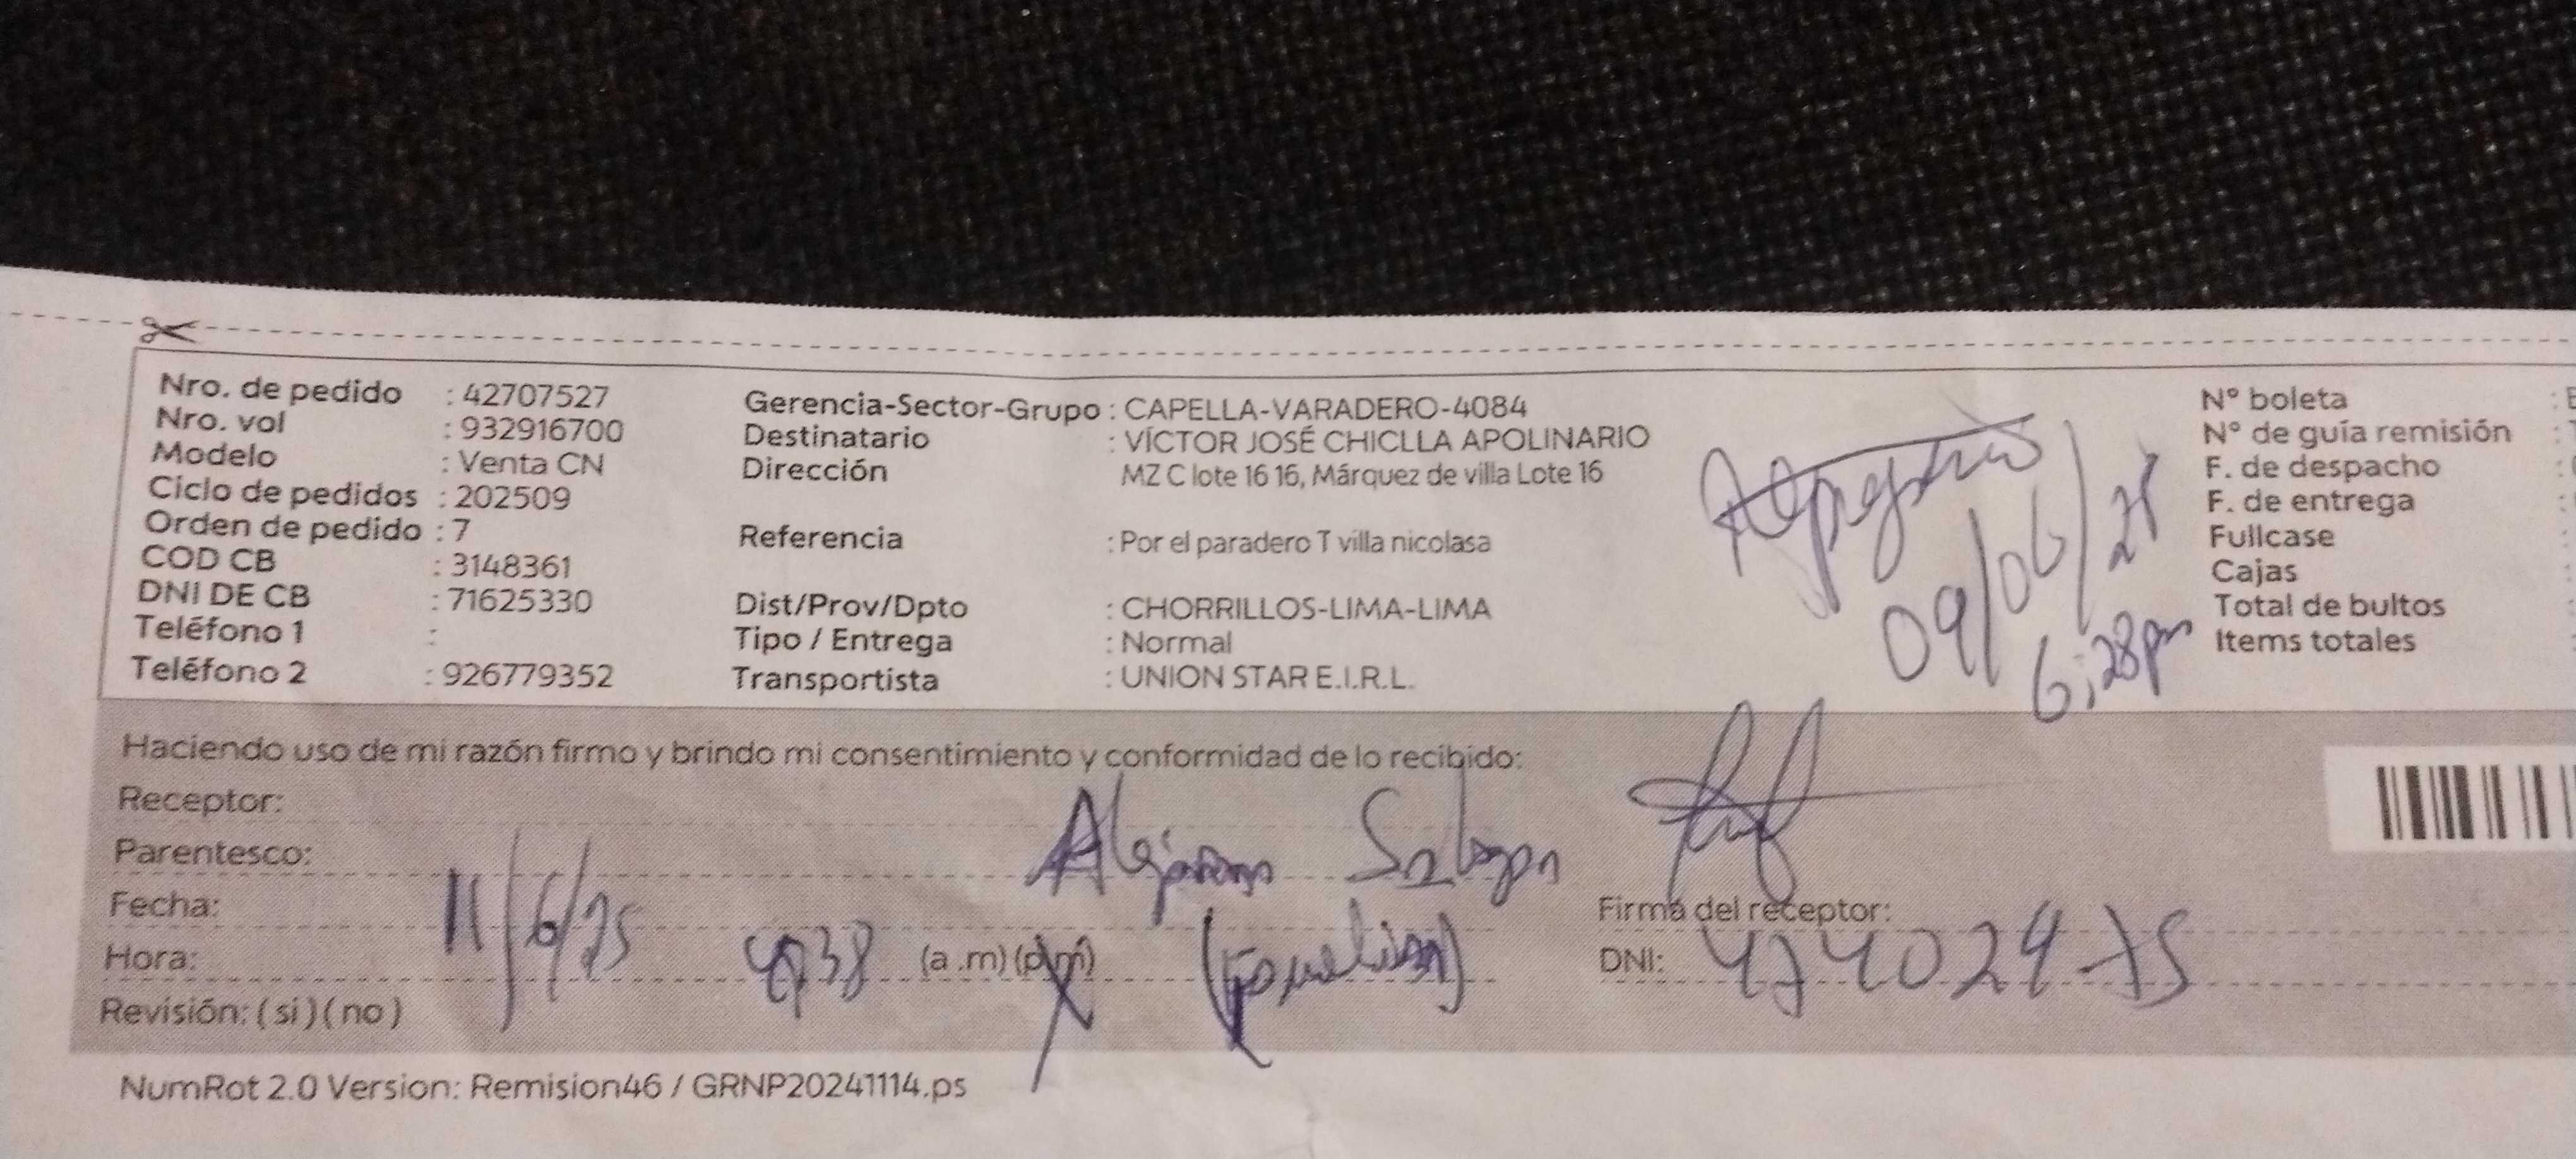 Nro. de pedido : 42707527
Nro. vol : 932916700
Modelo : Venta CN
Ciclo de pedidos : 202509
Orden de pedido : 7
COD CB : 3148361
DNI DE CB : 71625330
Teléfono 1 :
Teléfono 2 : 926779352
Gerencia-Sector-Grupo : CAPELLA-VARADERO-4084
Destinatario : VÍCTOR JOSÉ CHICLLA APOLINARIO
Dirección MZ C lote 16 16, Márquez de villa Lote 16
Referencia : Por el paradero T villa nicolasa
Dist/Prov/Dpto : CHORRILLOS-LIMA-LIMA
Tipo / Entrega : Normal
Transportista : UNION STAR E.I.R.L.
09/06/25
6:28pm
N° boleta :
N° de guía remisión :
F. de despacho :
F. de entrega :
Fullcase :
Cajas :
Total de bultos :
Items totales :
Haciendo uso de mi razón firmo y brindo mi consentimiento y conformidad de lo recibido:
Receptor:
Parentesco:
Fecha: 11/6/25
Hora: 4:38 (a.m) (p.m)
Revisión: ( si ) ( no )
Firma del receptor:
DNI: 47402475
NumRot 2.0 Version: Remision46 / GRNP20241114.ps